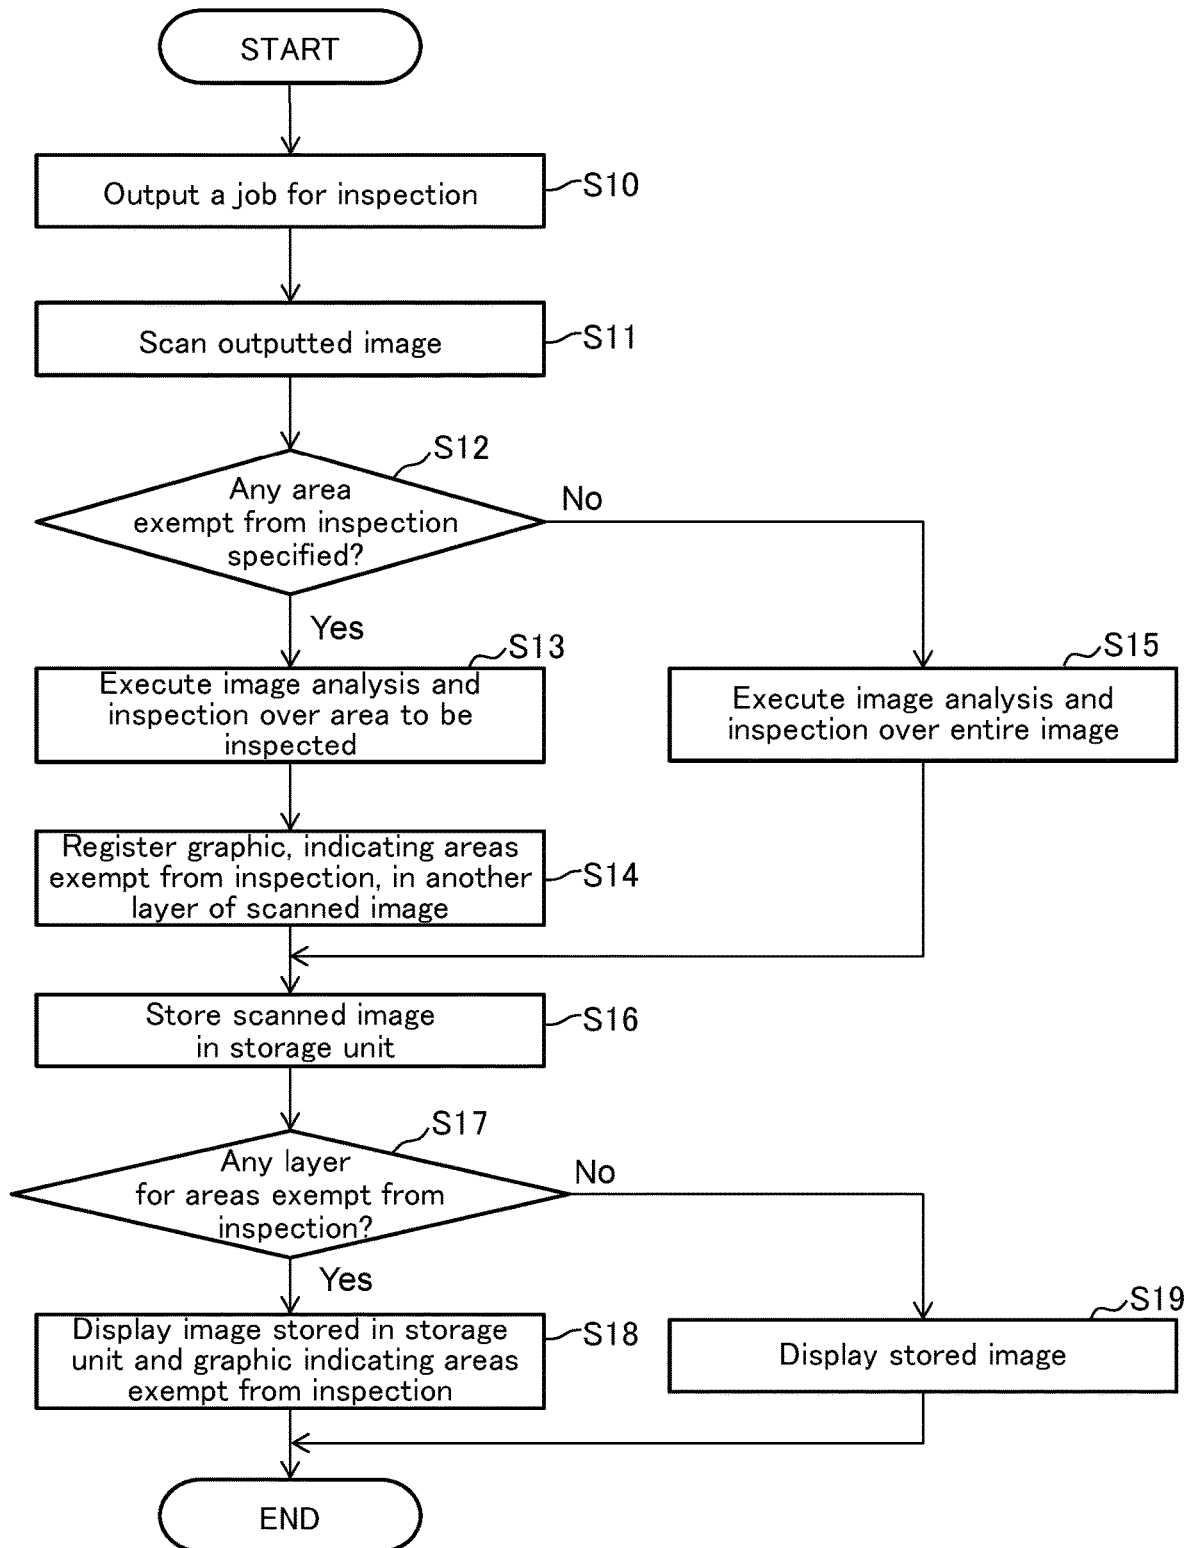 START
Output a job for inspection
S10
Scan outputted image
S11
S12
Any area
exempt from inspection
specified?
No
Yes
S13
Execute image analysis and
inspection over area to be
inspected
S15
Execute image analysis and
inspection over entire image
Register graphic, indicating areas
exempt from inspection, in another
layer of scanned image
S14
Store scanned image
in storage unit
S16
S17
Any layer
for areas exempt from
inspection?
No
Yes
Display image stored in storage
unit and graphic indicating areas
exempt from inspection
S18
S19
Display stored image
END